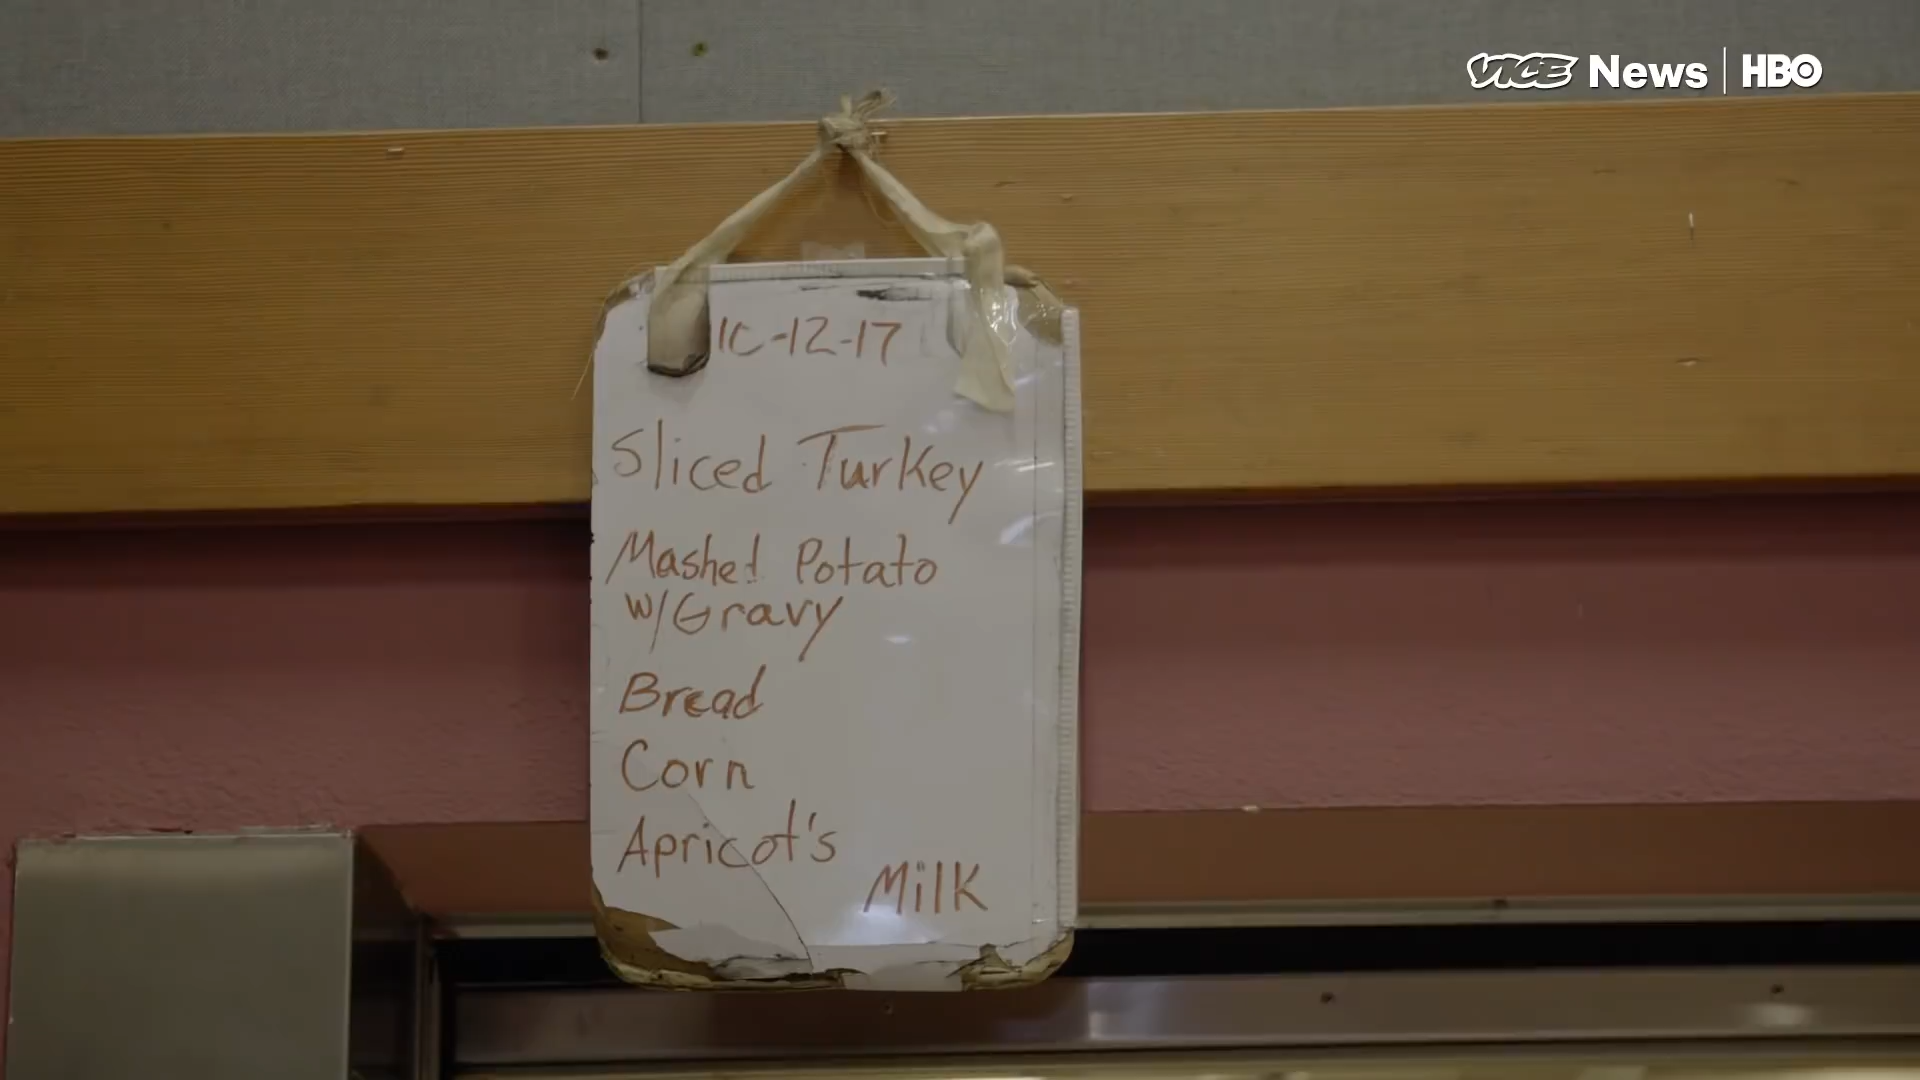 VICE News | HBO
10-12-17
Sliced Turkey
Mashed Potato
w/Gravy
Bread
Corn
Apricot's
Milk